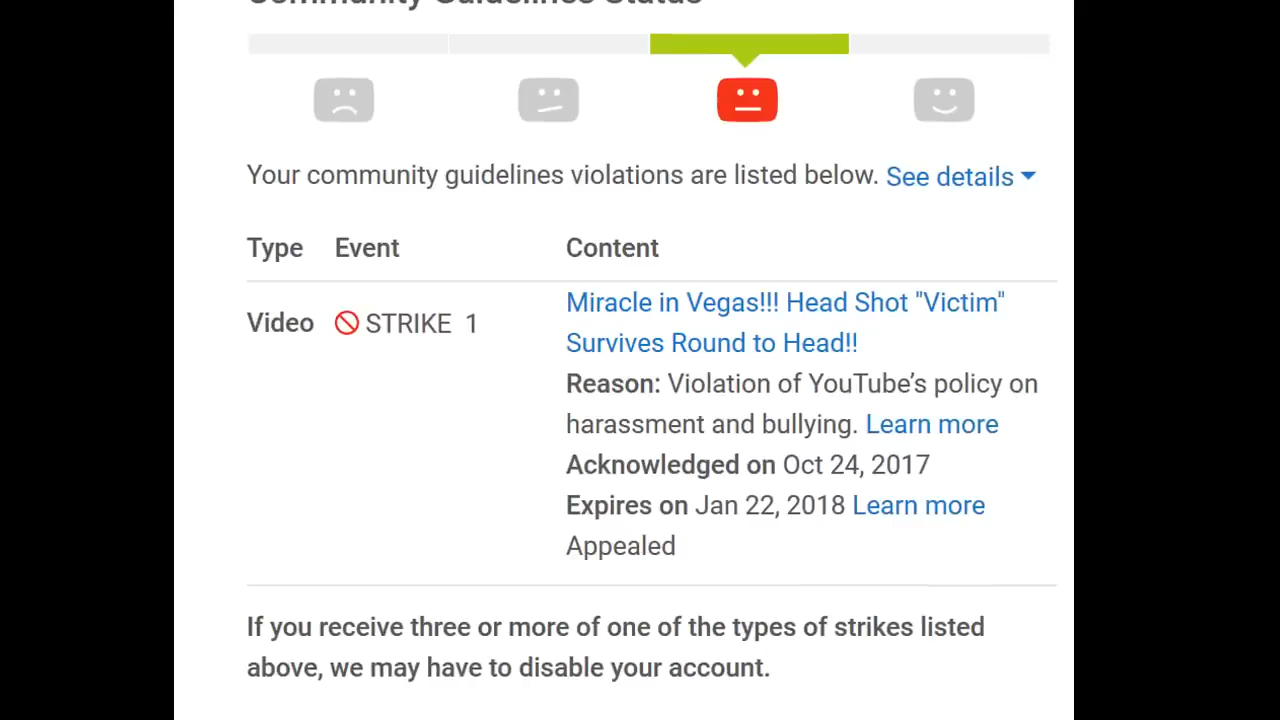 Community Guidelines Status
Your community guidelines violations are listed below. See details
Type Event Content
Miracle in Vegas!!! Head Shot "Victim"
Video STRIKE 1
Survives Round to Head!!
Reason: Violation of YouTube’s policy on
harassment and bullying. Learn more
Acknowledged on Oct 24, 2017
Expires on Jan 22, 2018 Learn more
Appealed
If you receive three or more of one of the types of strikes listed
above, we may have to disable your account.